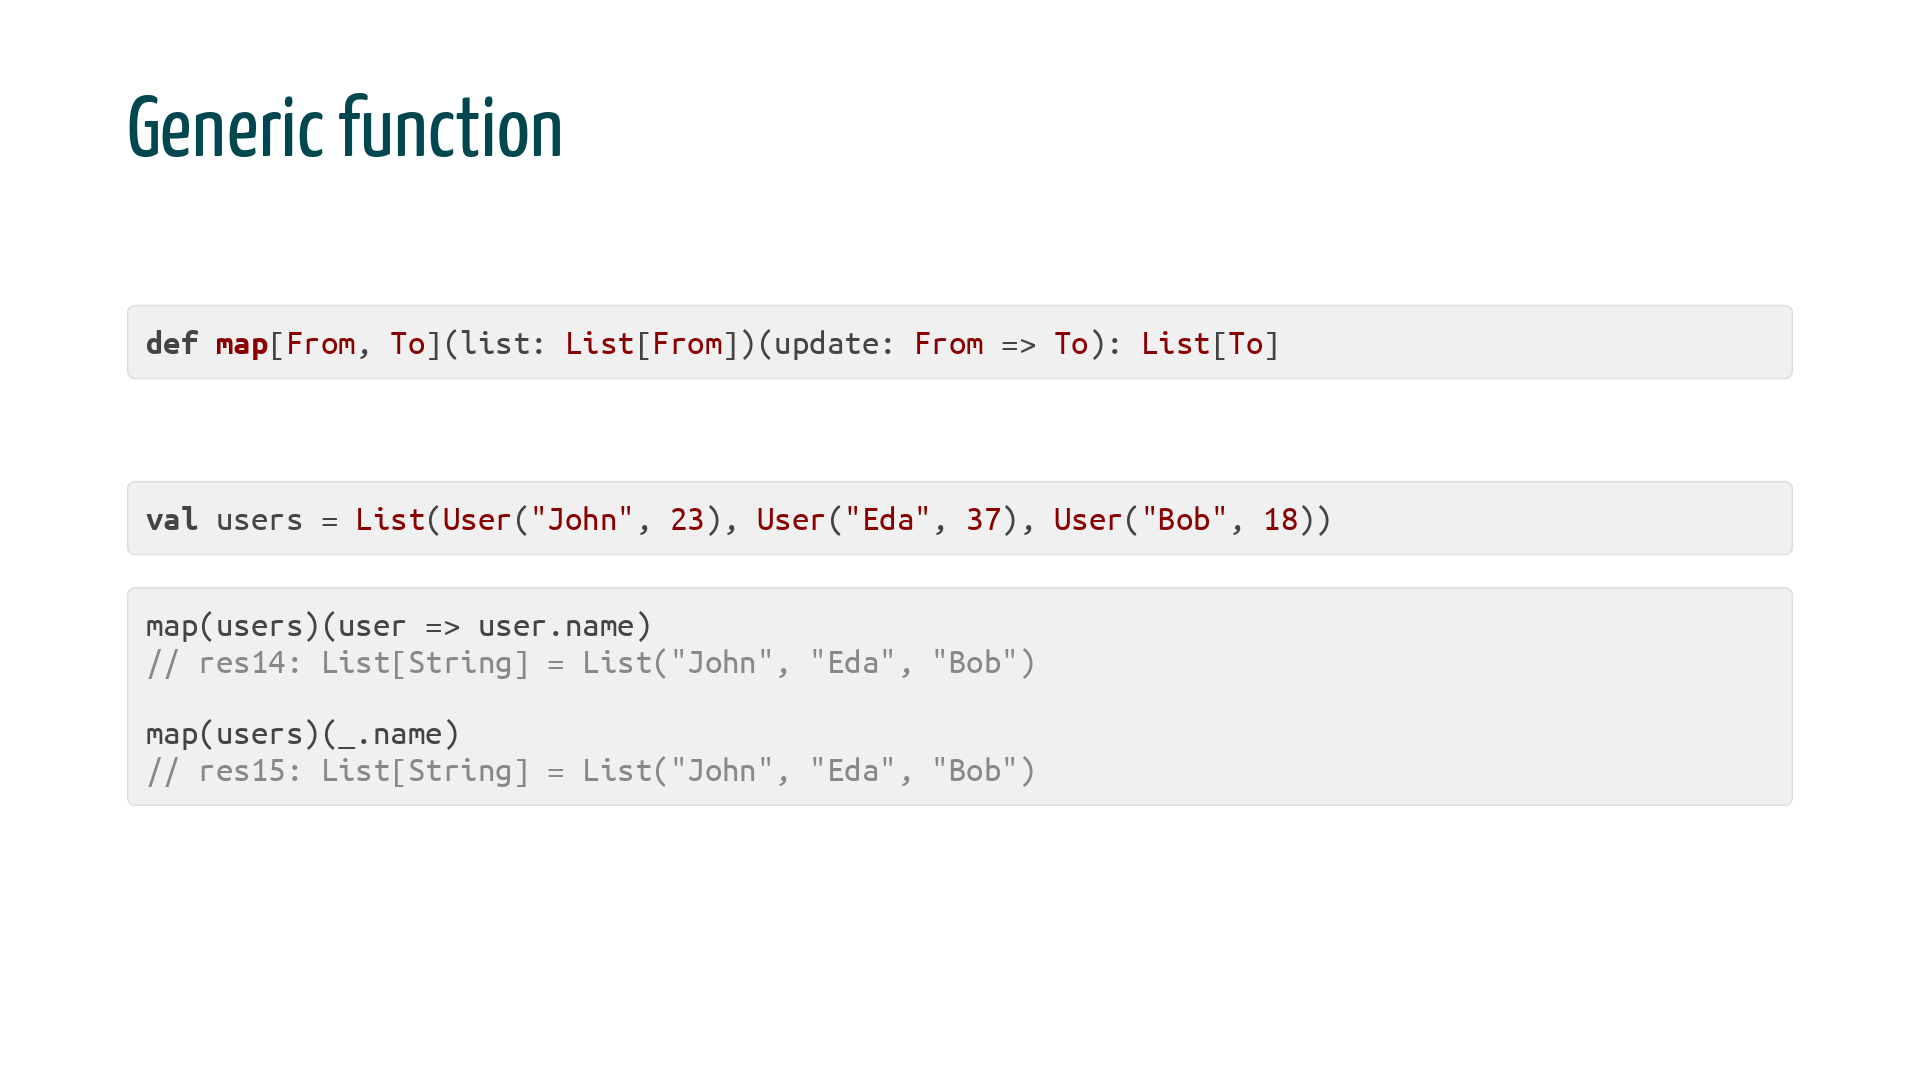 Generic function
def map[From, To](list: List[From])(update: From => To): List[To]
val users = List(User("John", 23), User("Eda", 37), User("Bob", 18))
map(users)(user => user.name)
// res14: List[String] = List("John", "Eda", "Bob")
map(users)(_.name)
// res15: List[String] = List("John", "Eda", "Bob")